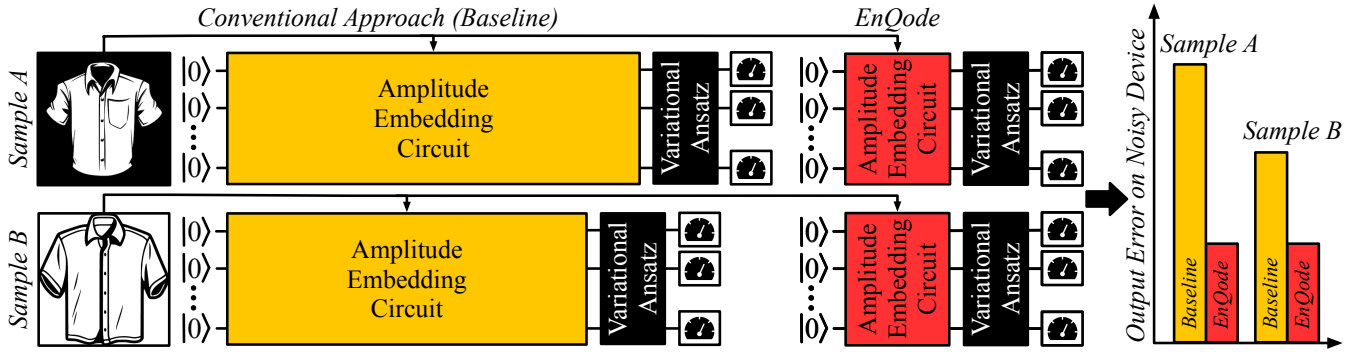 Conventional Approach (Baseline)
EnQode
Sample A
|0⟩
|0⟩
|0⟩
Amplitude
Embedding
Circuit
Variational
Ansatz
|0⟩
|0⟩
|0⟩
Amplitude
Embedding
Circuit
Variational
Ansatz
Sample B
|0⟩
|0⟩
|0⟩
Amplitude
Embedding
Circuit
Variational
Ansatz
|0⟩
|0⟩
|0⟩
Amplitude
Embedding
Circuit
Variational
Ansatz
Output Error on Noisy Device
Sample A
Sample B
Baseline
EnQode
Baseline
EnQode